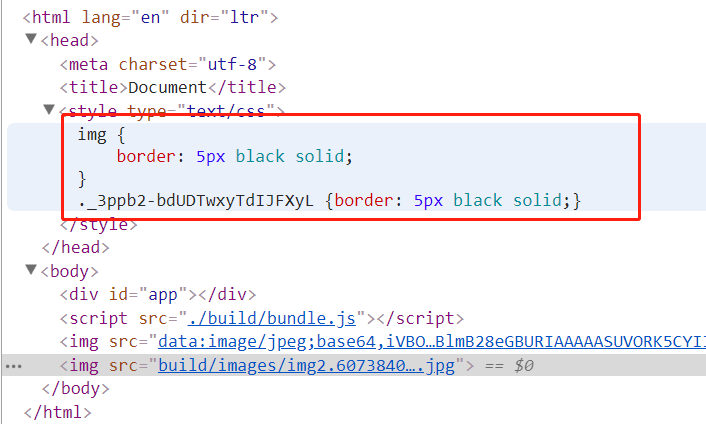 <html lang="en" dir="ltr">
<head>
<meta charset="utf-8">
<title>Document</title>
<style type="text/css">
img {
border: 5px black solid;
}
._3ppb2-bdUDTwxyTdIJFXyL {border: 5px black solid;}
</style>
</head>
<body>
<div id="app"></div>
<script src="./build/bundle.js"></script>
<img src="data:image/jpeg;base64,iVBO…BlmB28eGBURIAAAAASUVORK5CYII
<img src="build/images/img2.6073840….jpg"> == $0
</body>
</html>